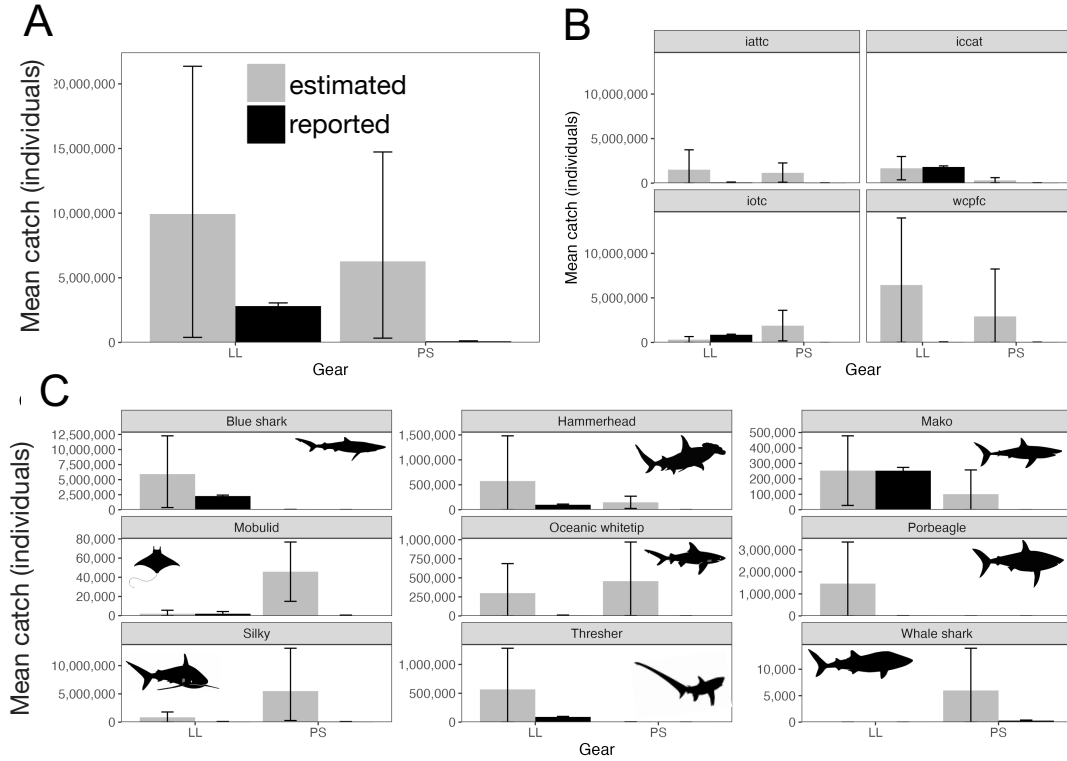 A
Mean catch (individuals)
20,000,000
15,000,000
10,000,000
5,000,000
0
estimated
reported
LL PS
Gear
B
Mean catch (individuals)
iattc iccat
10,000,000
5,000,000
0
iotc wcpfc
10,000,000
5,000,000
0
LL PS LL PS
Gear
C
Mean catch (individuals)
Blue shark Hammerhead Mako
12,500,000 1,500,000 500,000
10,000,000 400,000
7,500,000 1,000,000 300,000
5,000,000 500,000 200,000
2,500,000 100,000
0 0 0
Mobulid Oceanic whitetip Porbeagle
80,000 1,000,000 3,000,000
60,000 750,000
40,000 500,000 2,000,000
20,000 250,000 1,000,000
0 0 0
Silky Thresher Whale shark
10,000,000 1,000,000 10,000
5,000,000 500,000 5,000
0 0 0
LL PS LL PS LL PS
Gear